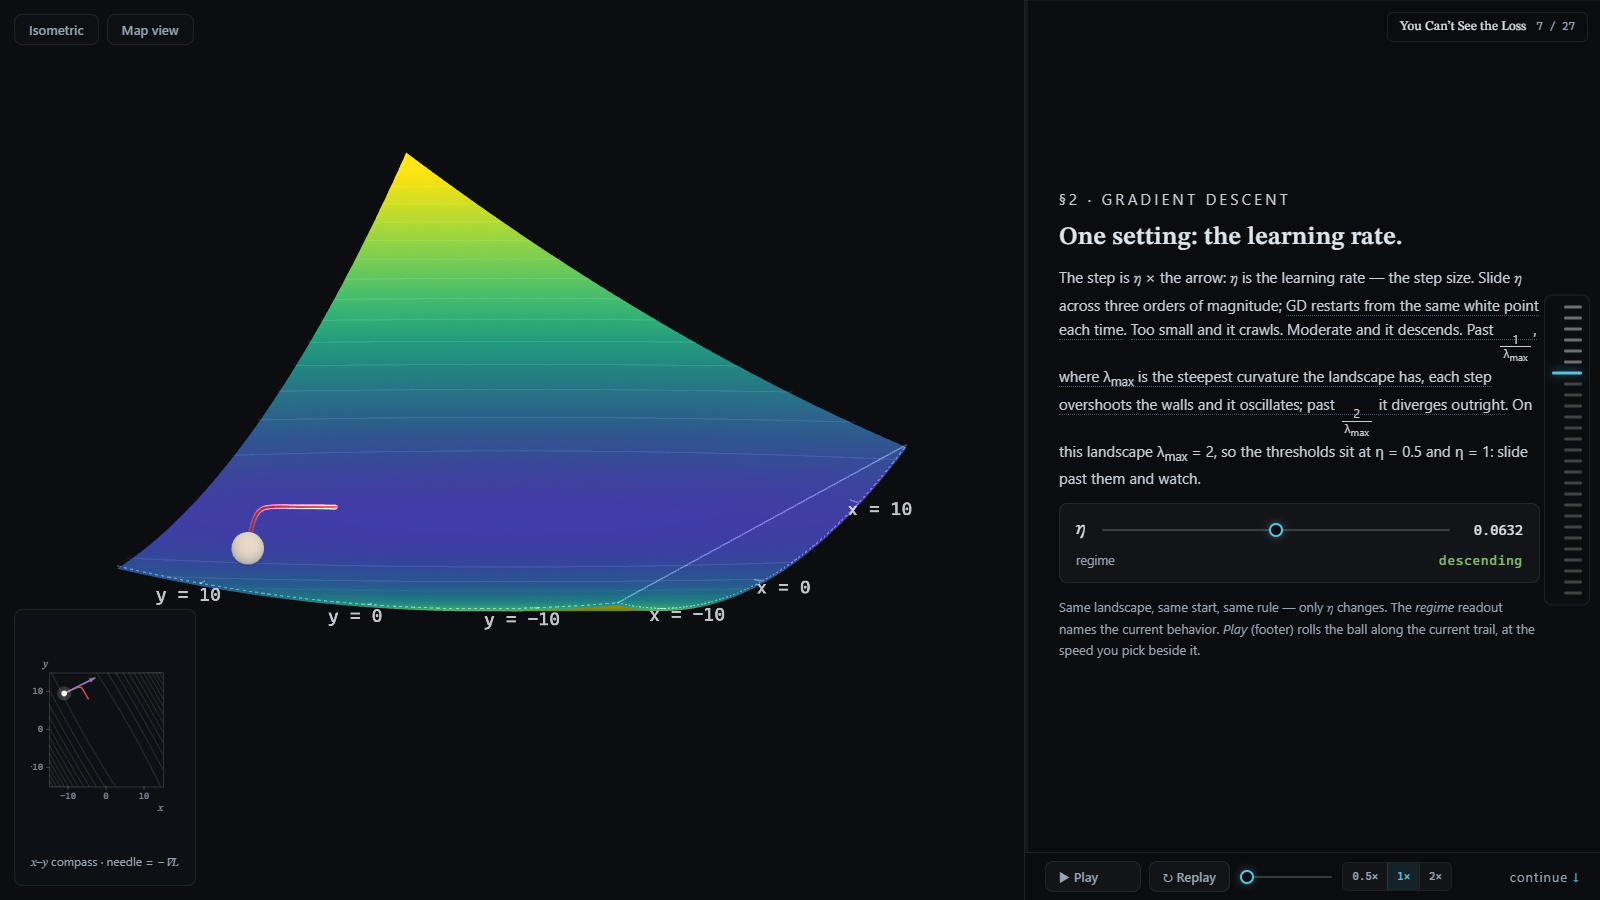 Isometric
Map view
You Can't See the Loss 7 / 27
§2 · GRADIENT DESCENT
One setting: the learning rate.
The step is η × the arrow: η is the learning rate — the step size. Slide η
across three orders of magnitude; GD restarts from the same white point
each time. Too small and it crawls. Moderate and it descends. Past 1/λmax,
where λmax is the steepest curvature the landscape has, each step
overshoots the walls and it oscillates; past 2/λmax it diverges outright. On
this landscape λmax = 2, so the thresholds sit at η = 0.5 and η = 1: slide
past them and watch.
η 0.0632
regime descending
Same landscape, same start, same rule — only η changes. The regime readout
names the current behavior. Play (footer) rolls the ball along the current trail, at the
speed you pick beside it.
x = 10
x = 0
x = −10
y = 10
y = 0
y = −10
y
10
0
-10
−10 0 10
x
x–y compass · needle = −∇L
▶ Play
↻ Replay
0.5×
1×
2×
continue ↓